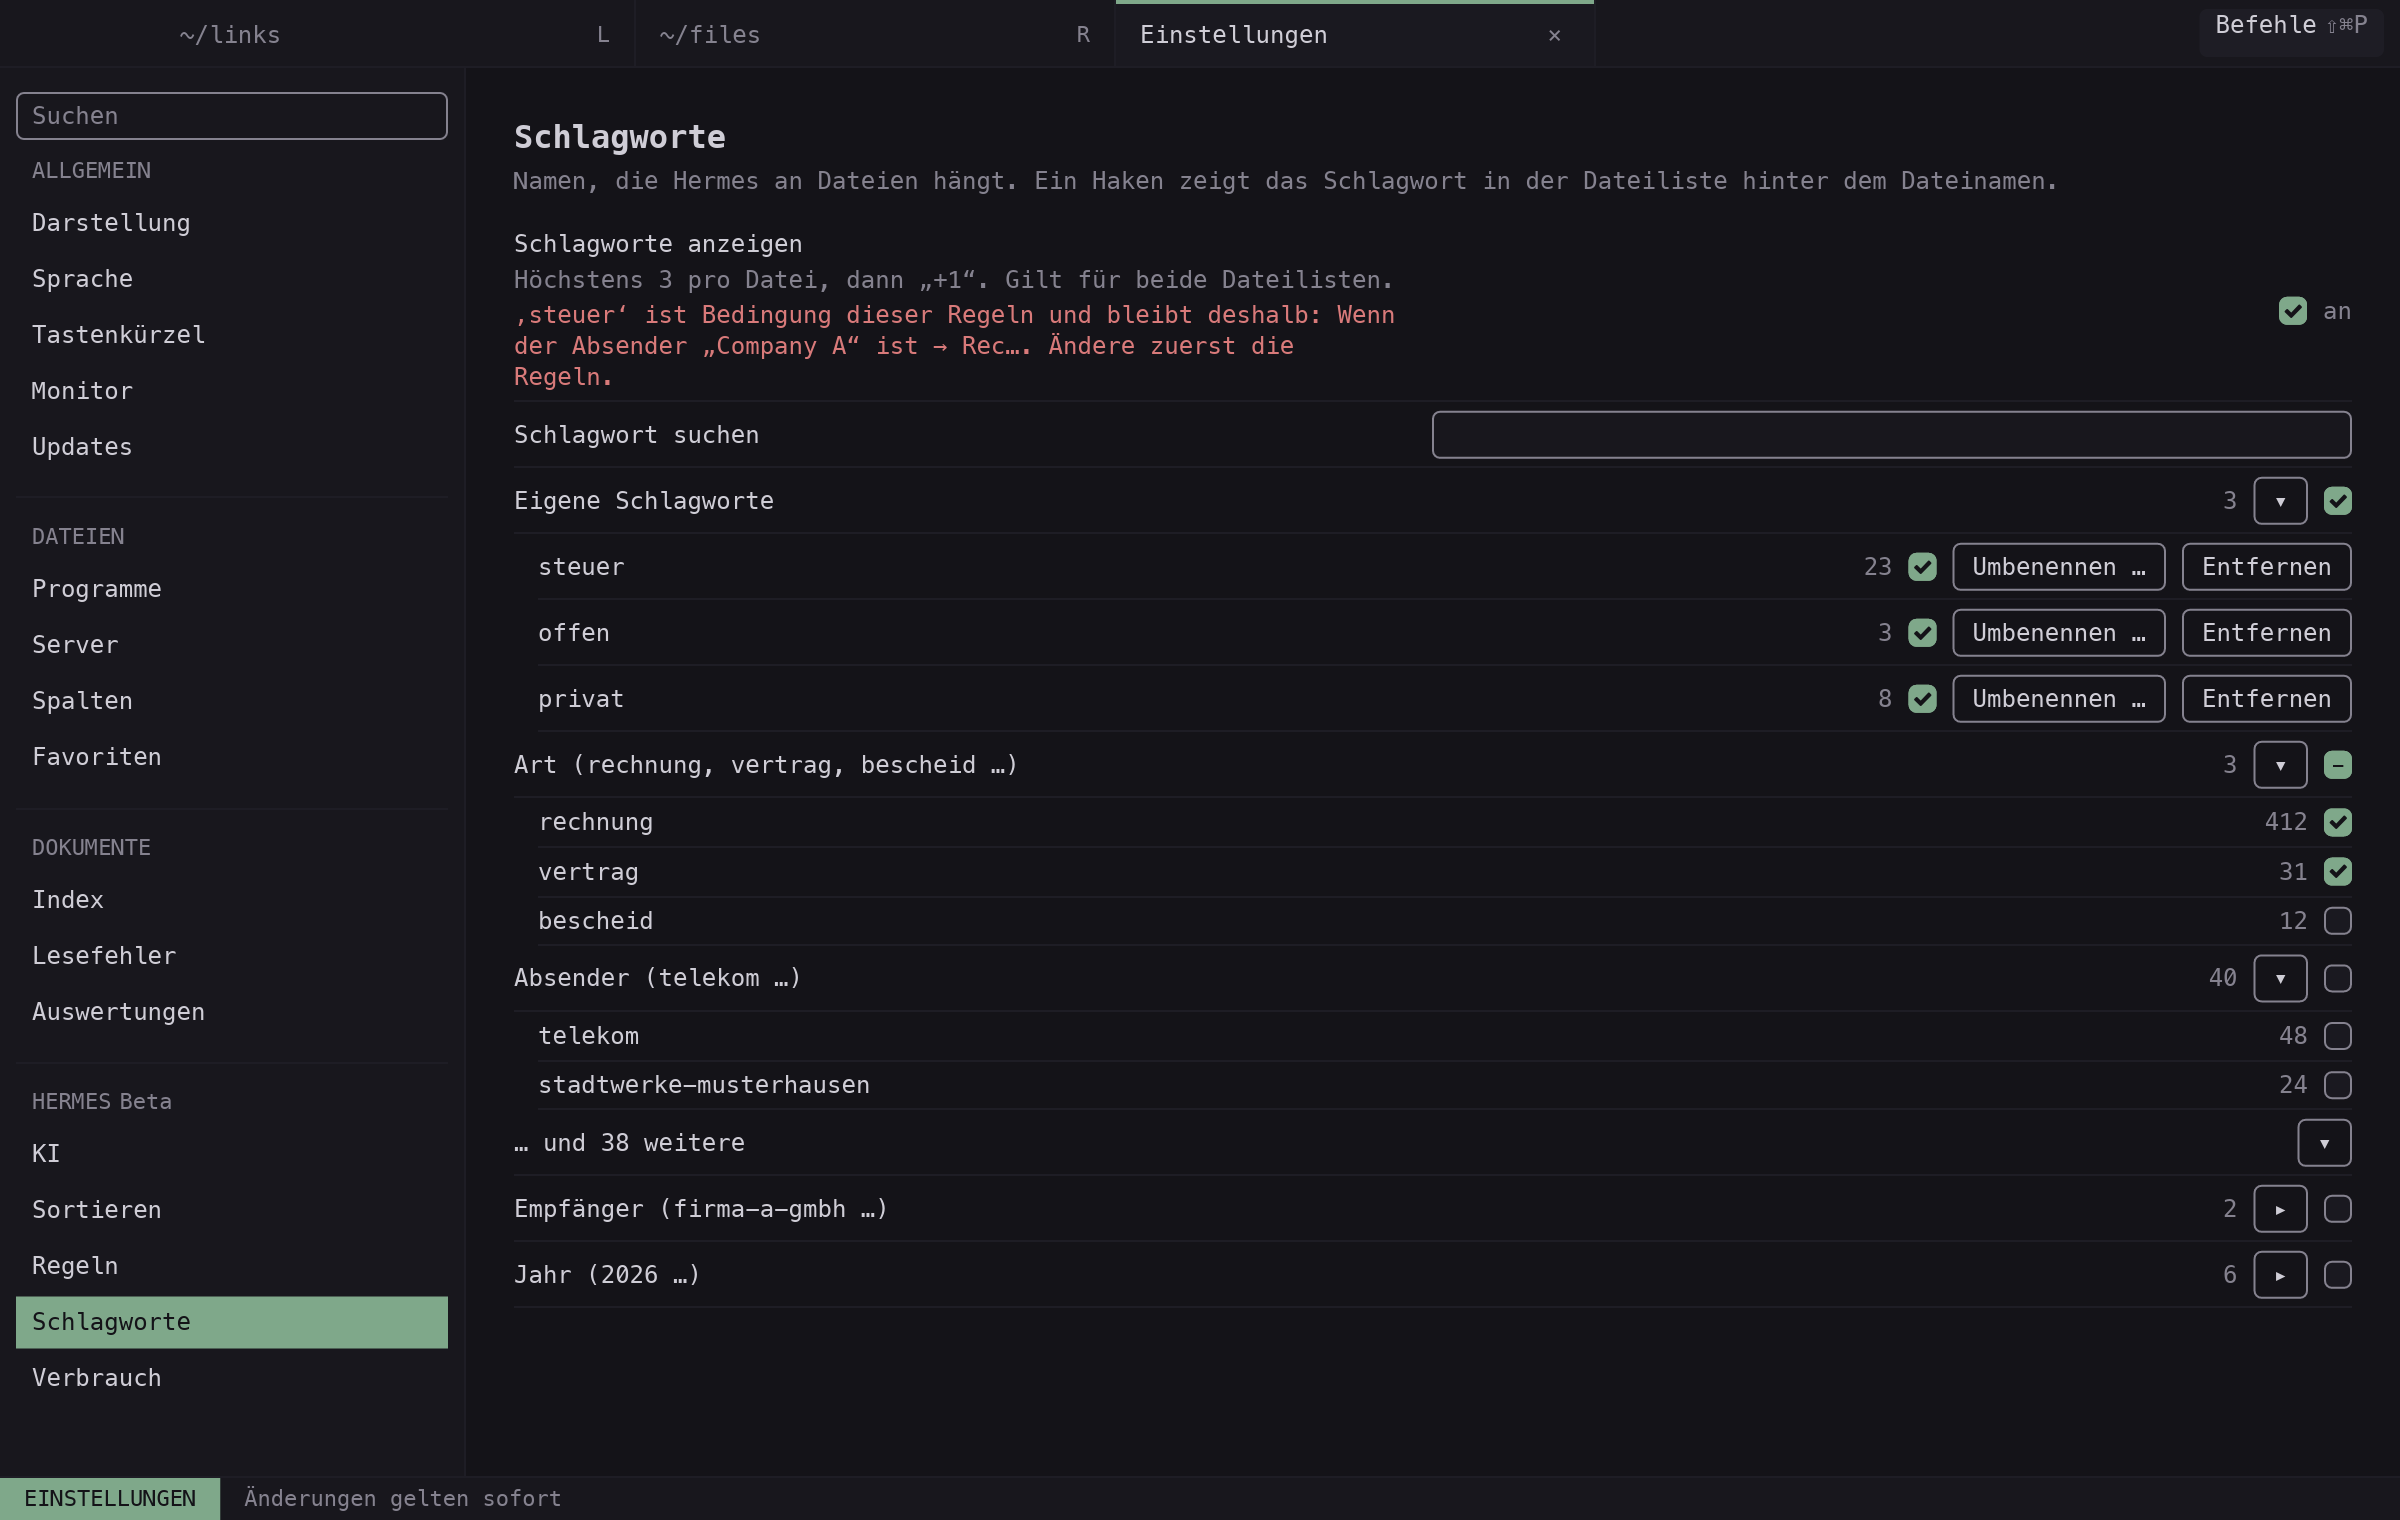 ~/links L ~/files R Einstellungen × Befehle ⇧⌘P
Suchen
ALLGEMEIN
Darstellung
Sprache
Tastenkürzel
Monitor
Updates
DATEIEN
Programme
Server
Spalten
Favoriten
DOKUMENTE
Index
Lesefehler
Auswertungen
HERMES Beta
KI
Sortieren
Regeln
Schlagworte
Verbrauch
Schlagworte
Namen, die Hermes an Dateien hängt. Ein Haken zeigt das Schlagwort in der Dateiliste hinter dem Dateinamen.
Schlagworte anzeigen
Höchstens 3 pro Datei, dann „+1“. Gilt für beide Dateilisten.
‚steuer‘ ist Bedingung dieser Regeln und bleibt deshalb: Wenn
der Absender „Company A“ ist → Rec…. Ändere zuerst die
Regeln.
an
Schlagwort suchen
Eigene Schlagworte 3 ▾
steuer 23 Umbenennen … Entfernen
offen 3 Umbenennen … Entfernen
privat 8 Umbenennen … Entfernen
Art (rechnung, vertrag, bescheid …) 3 ▾
rechnung 412
vertrag 31
bescheid 12
Absender (telekom …) 40 ▾
telekom 48
stadtwerke-musterhausen 24
… und 38 weitere ▾
Empfänger (firma-a-gmbh …) 2 ▸
Jahr (2026 …) 6 ▸
EINSTELLUNGEN Änderungen gelten sofort